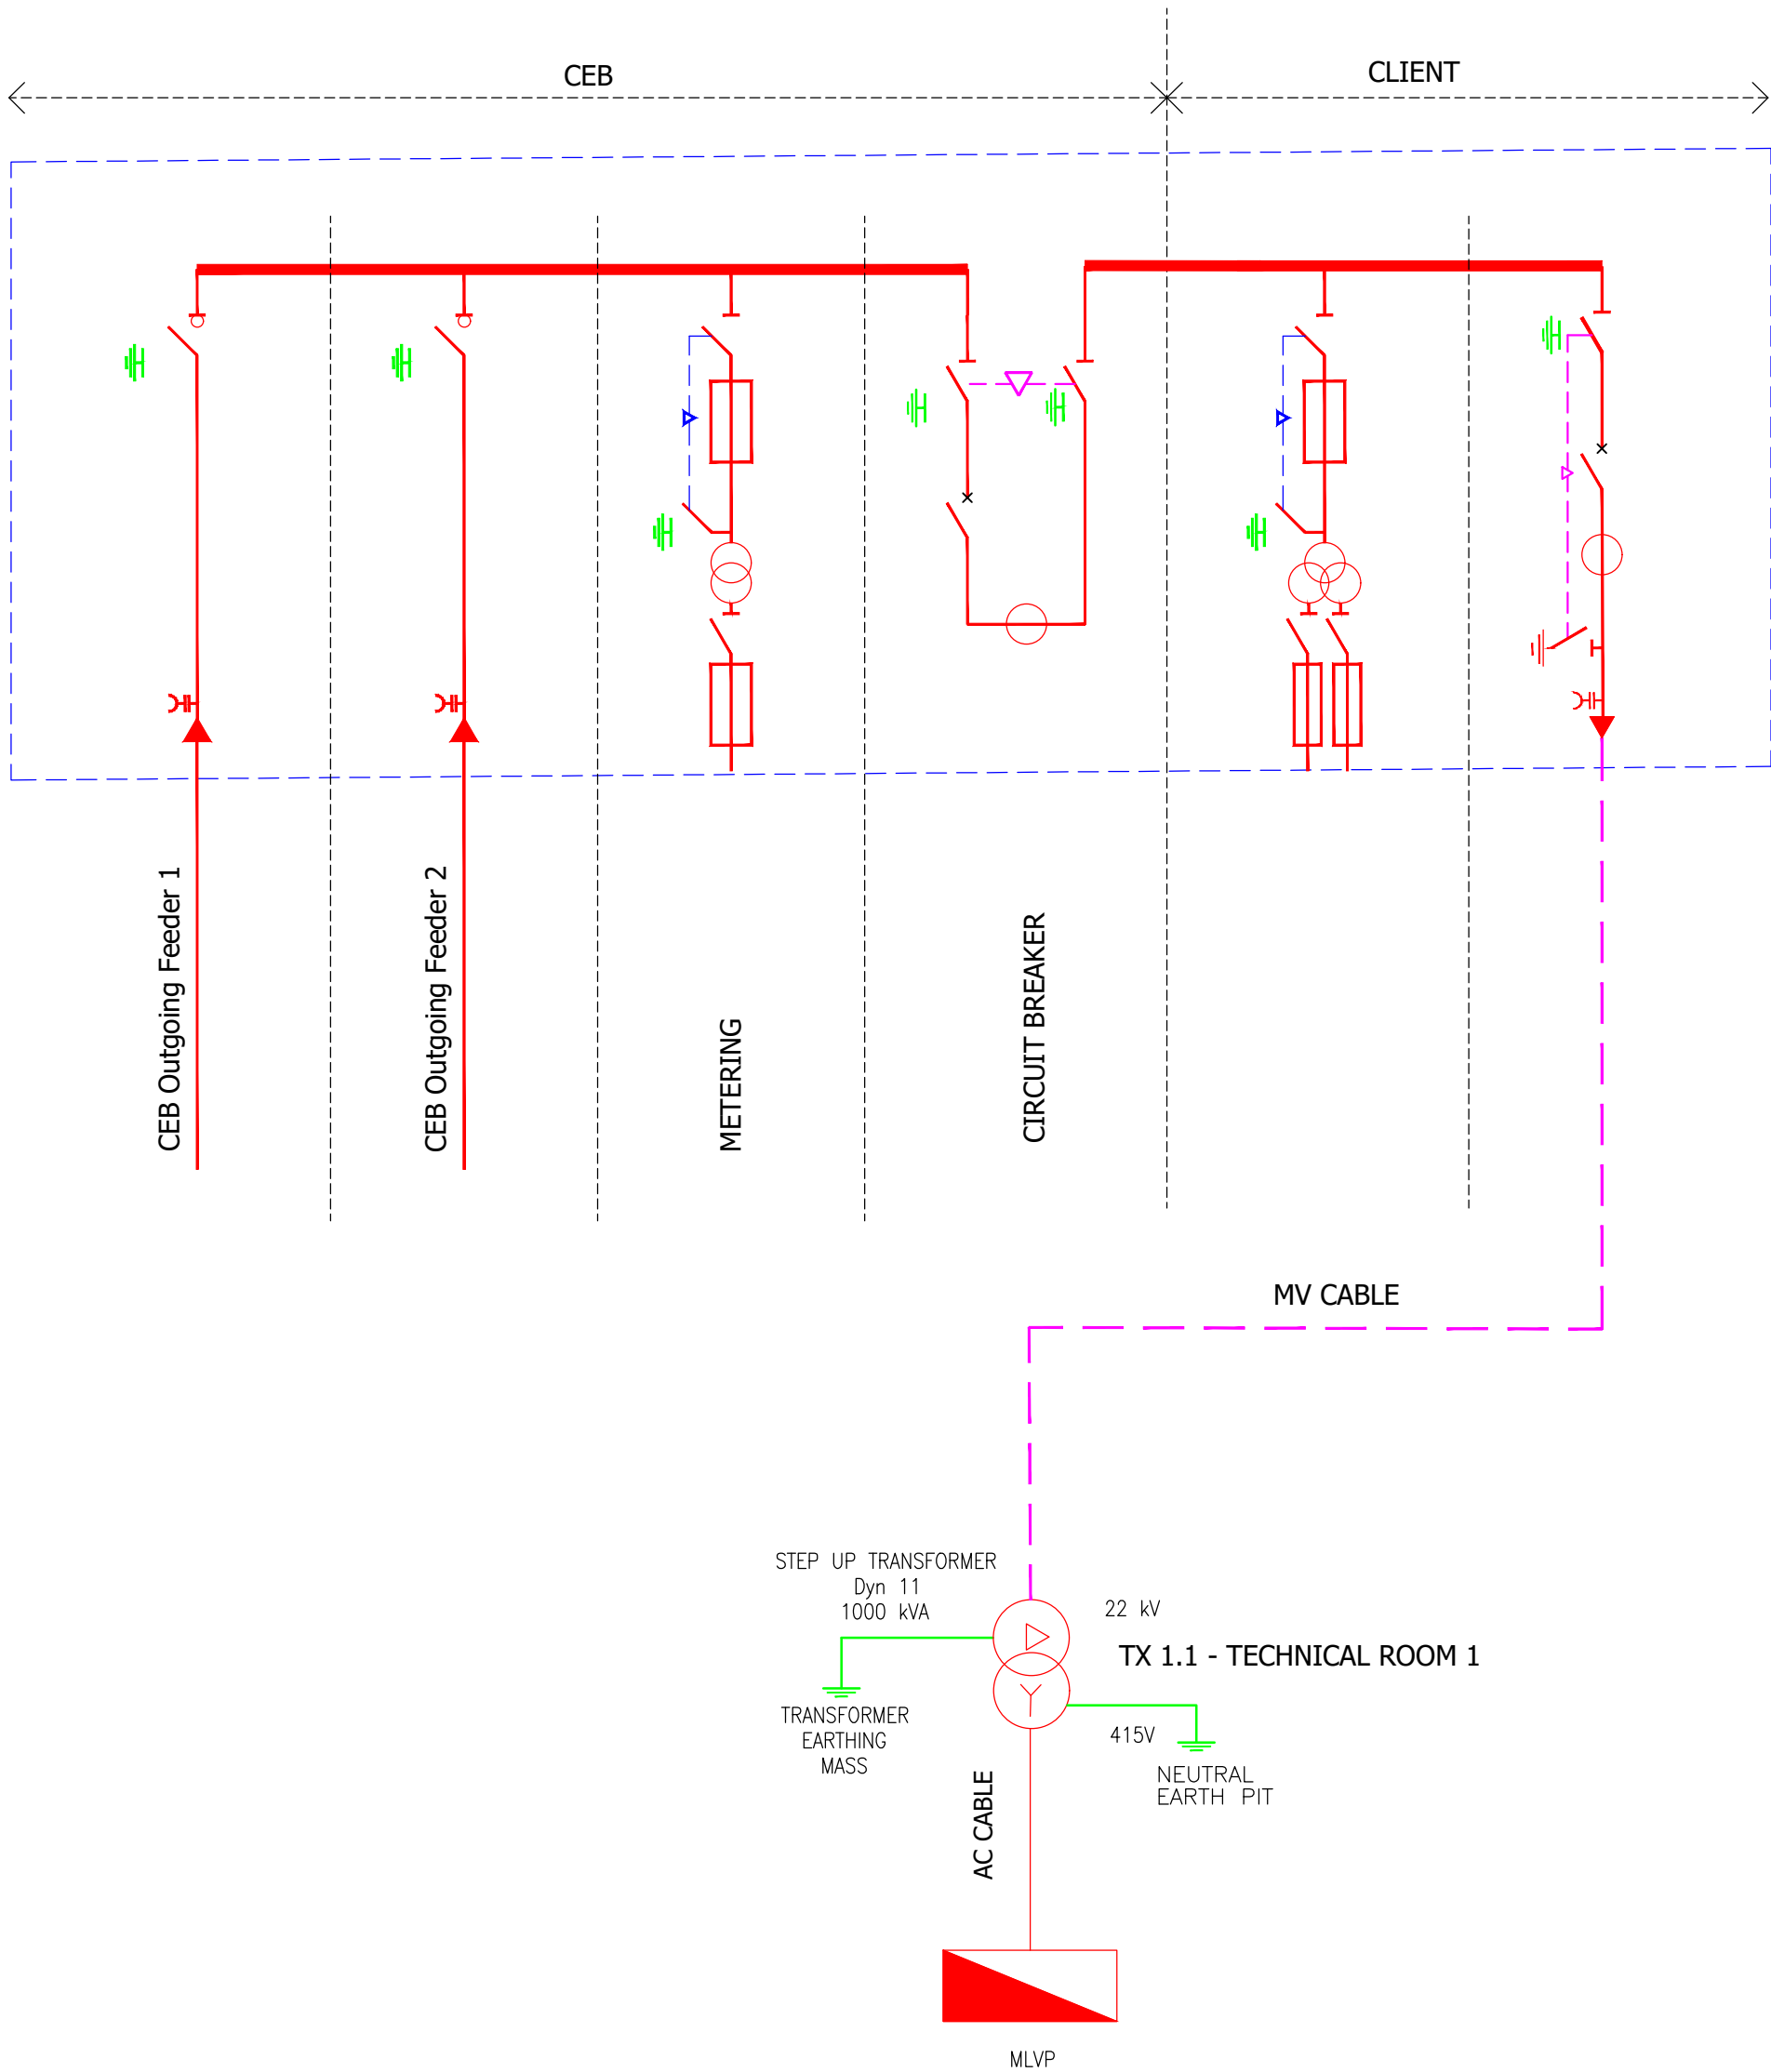 CEB
CLIENT
CEB Outgoing Feeder 1
CEB Outgoing Feeder 2
METERING
CIRCUIT BREAKER
MV CABLE
STEP UP TRANSFORMER
Dyn 11
1000 kVA
22 kV
TX 1.1 - TECHNICAL ROOM 1
TRANSFORMER
EARTHING
MASS
415V
NEUTRAL
EARTH PIT
AC CABLE
MLVP